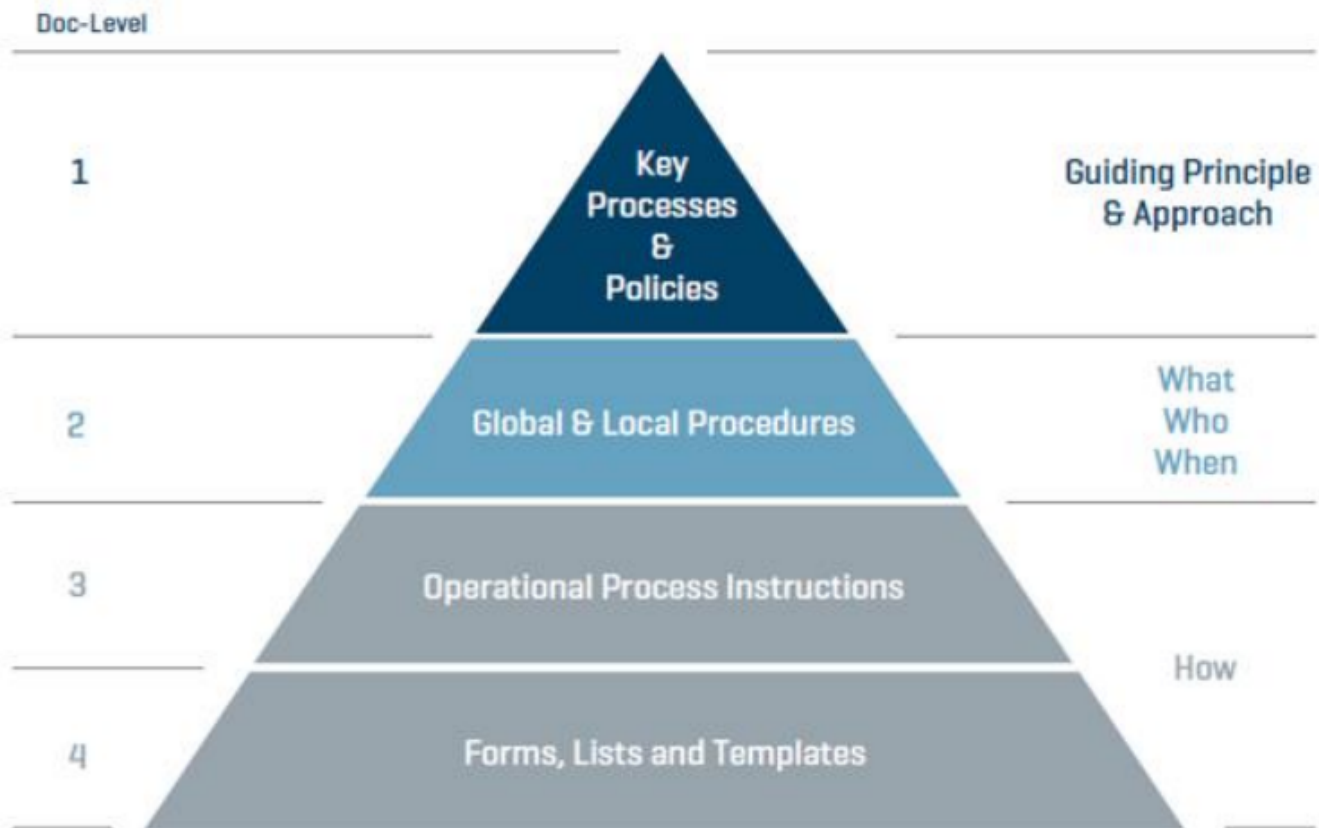 Doc-Level
1
Key
Processes
&
Policies
Guiding Principle
& Approach
2
Global & Local Procedures
What
Who
When
3
Operational Process Instructions
How
4
Forms, Lists and Templates